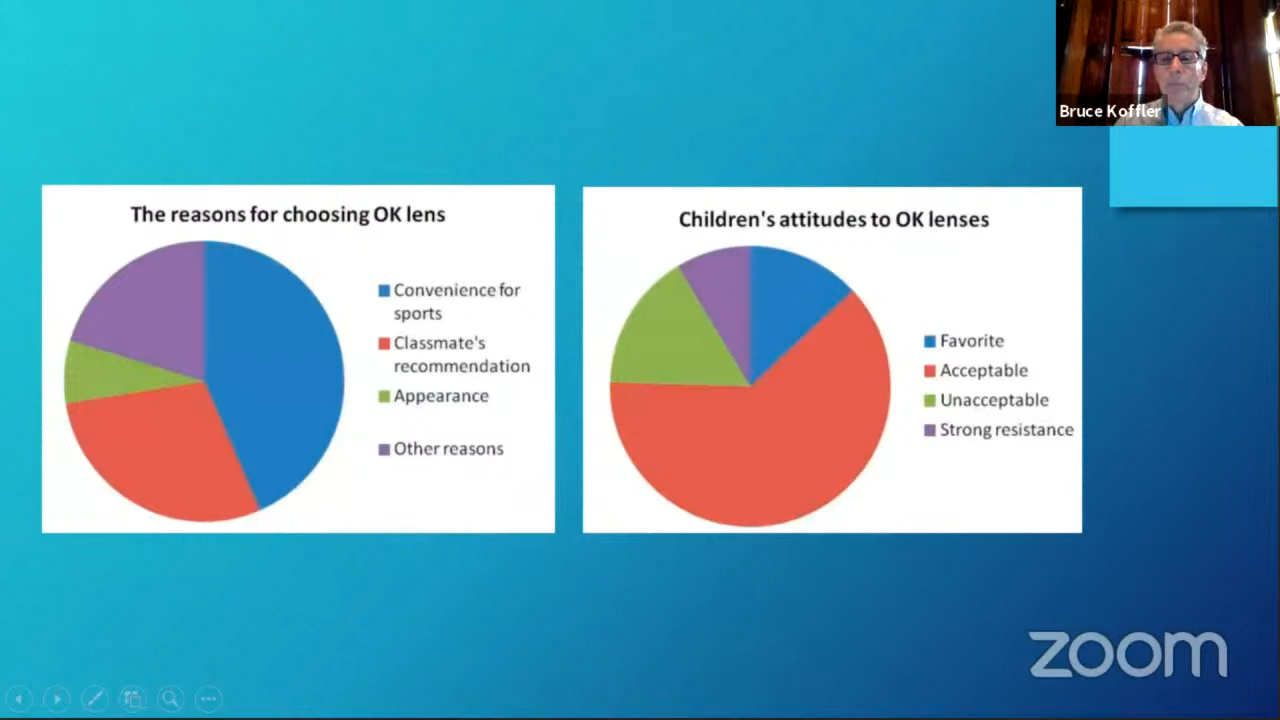 Bruce Koffler
The reasons for choosing OK lens
Convenience for
sports
Classmate's
recommendation
Appearance
Other reasons
Children's attitudes to OK lenses
Favorite
Acceptable
Unacceptable
Strong resistance
zoom